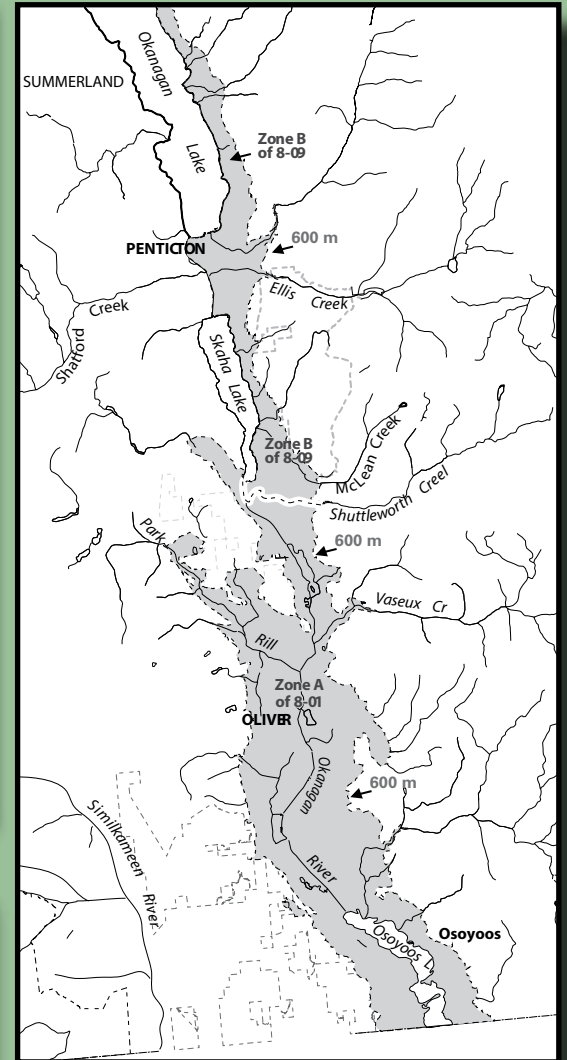 Okanagan
SUMMERLAND
Zone B
of 8-09
Lake
600 m
PENTICTON
Ellis Creek
Creek
Shatford
Skaha Lake
Zone B
of 8-09
McLean Creek
Shuttleworth Creel
Park
600 m
Vaseux Cr
Rill
Zone A
of 8-01
OLIVER
Okanagan
600 m
Similkameen
River
River
Osoyoos
Osoyoos L